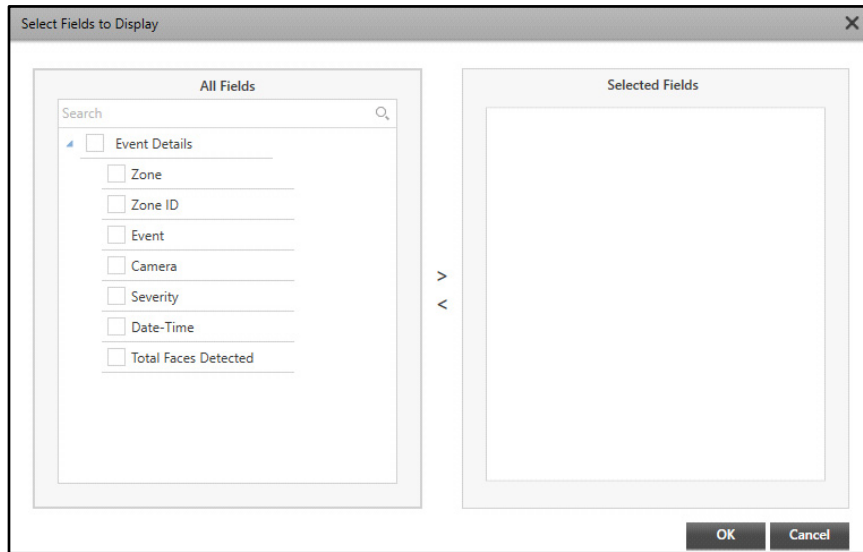 Select Fields to Display
All Fields
Search
Event Details
Zone
Zone ID
Event
Camera
Severity
Date-Time
Total Faces Detected
>
<
Selected Fields
OK
Cancel